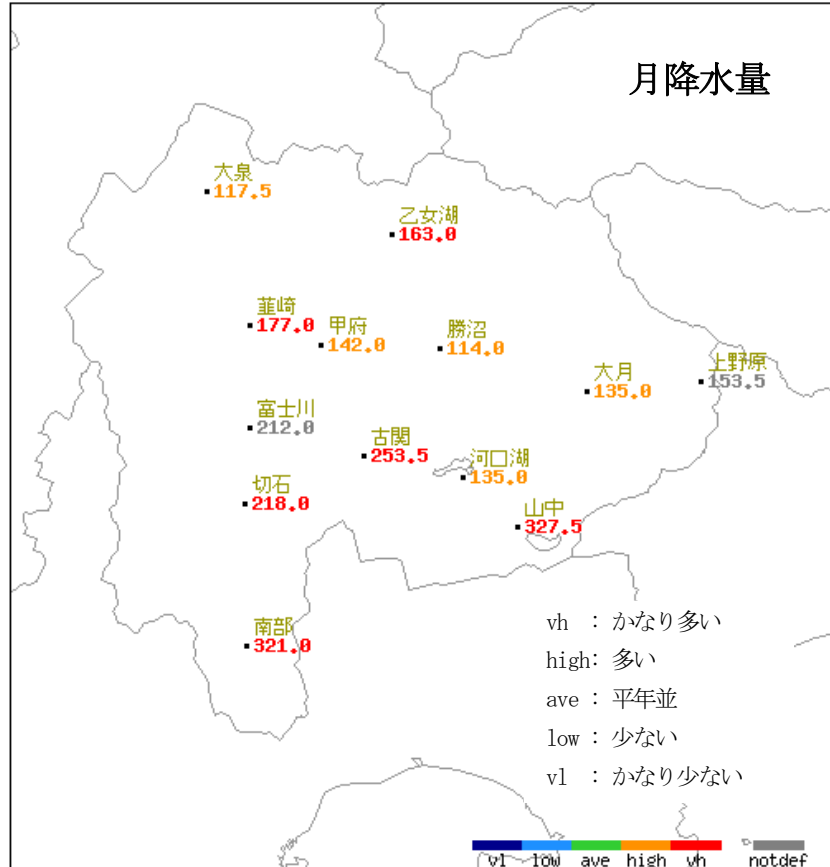 月降水量
大泉
117.5
乙女湖
163.0
韮崎
177.0
甲府
142.0
勝沼
114.0
大月
135.0
上野原
153.5
富士川
212.0
古関
253.5
河口湖
135.0
切石
218.0
山中
327.5
南部
321.0
vh : かなり多い
high: 多い
ave : 平年並
low : 少ない
vl : かなり少ない
vl low ave high vh notdef